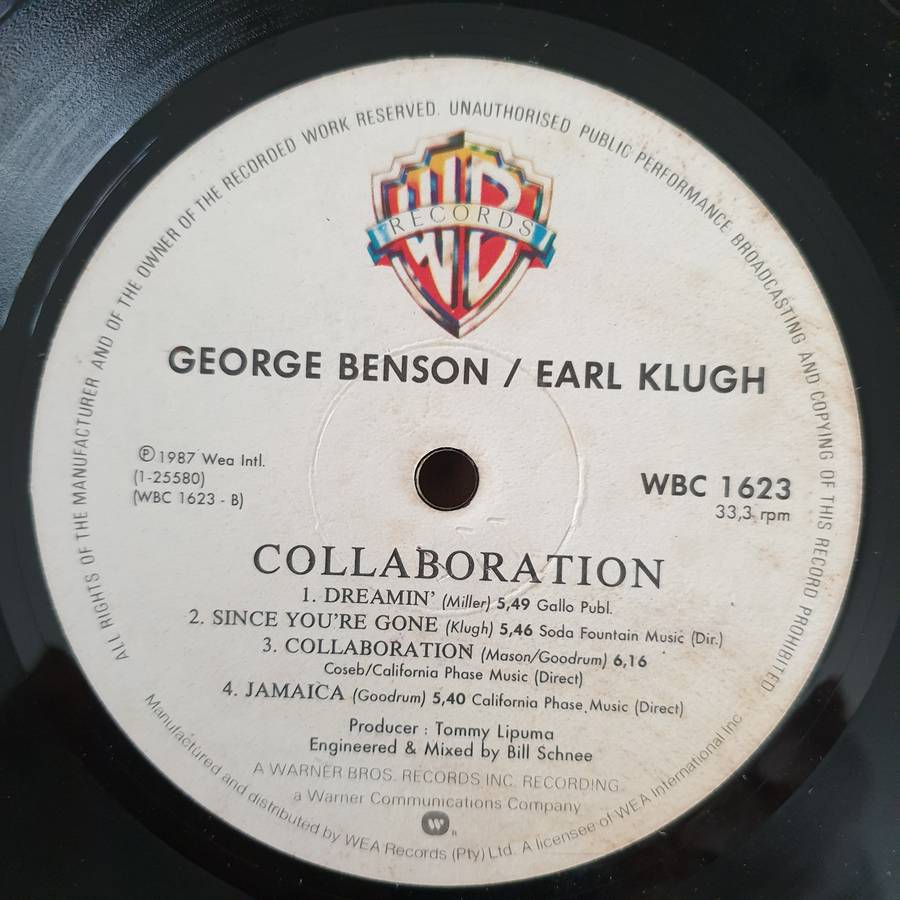 ALL RIGHTS OF THE MANUFACTURER AND OF THE OWNER OF THE RECORDED WORK RESERVED. UNAUTHORISED PUBLIC PERFORMANCE BROADCASTING AND COPYING OF THIS RECORD PROHIBITED
WB
RECORDS
GEORGE BENSON / EARL KLUGH
℗ 1987 Wea Intl.
(1-25580)
(WBC 1623 - B)
WBC 1623
33,3 rpm
COLLABORATION
1. DREAMIN' (Miller) 5,49 Gallo Publ.
2. SINCE YOU'RE GONE (Klugh) 5,46 Soda Fountain Music (Dir.)
3. COLLABORATION (Mason/Goodrum) 6,16
Coseb/California Phase Music (Direct)
4. JAMAICA (Goodrum) 5,40 California Phase Music (Direct)
Producer : Tommy Lipuma
Engineered & Mixed by Bill Schnee
A WARNER BROS. RECORDS INC. RECORDING.
a Warner Communications Company
W R
Manufactured and distributed by WEA Records (Pty) Ltd. A licensee of WEA International Inc